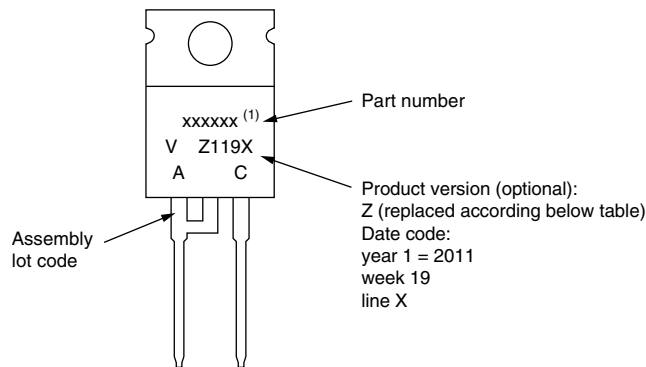 xxxxxx (1)
V Z119X
A C
Part number
Product version (optional):
Z (replaced according below table)
Date code:
year 1 = 2011
week 19
line X
Assembly
lot code